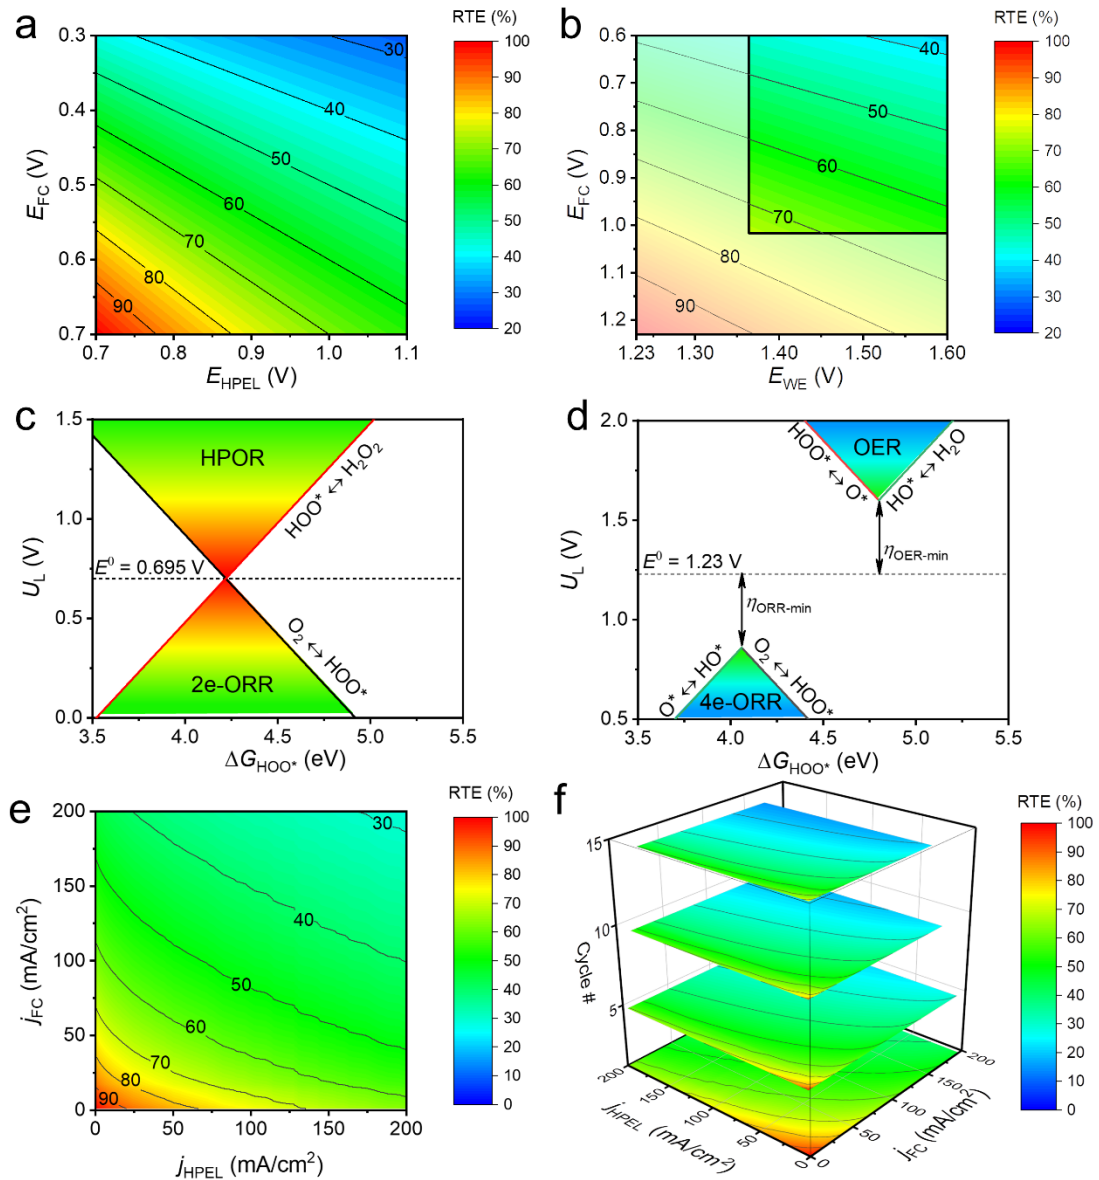 a
RTE (%)
0.3
0.4
0.5
0.6
0.7
E_FC (V)
30
40
50
60
70
80
90
0.7 0.8 0.9 1.0 1.1
E_HPEL (V)
100
90
80
70
60
50
40
30
20
b
RTE (%)
0.6
0.7
0.8
0.9
1.0
1.1
1.2
E_FC (V)
40
50
60
70
80
90
1.23 1.30 1.40 1.50 1.60
E_WE (V)
100
90
80
70
60
50
40
30
20
c
1.5
1.0
0.5
0.0
U_L (V)
HPOR
HOO* ↔ H₂O₂
E⁰ = 0.695 V
O₂ ↔ HOO*
2e-ORR
3.5 4.0 4.5 5.0 5.5
ΔG_HOO* (eV)
d
2.0
1.5
1.0
0.5
U_L (V)
OER
HOO* ↔ O*
HO* ↔ H₂O
η_OER-min
E⁰ = 1.23 V
η_ORR-min
O* ↔ HO*
O₂ ↔ HOO*
4e-ORR
3.5 4.0 4.5 5.0 5.5
ΔG_HOO* (eV)
e
RTE (%)
200
150
100
50
0
j_FC (mA/cm²)
30
40
50
60
70
80
90
0 50 100 150 200
j_HPEL (mA/cm²)
100
90
80
70
60
50
40
30
20
10
0
f
RTE (%)
15
10
5
Cycle #
200 150 100 50 0
j_HPEL (mA/cm²)
0 50 100 150 200
j_FC (mA/cm²)
100
90
80
70
60
50
40
30
20
10
0